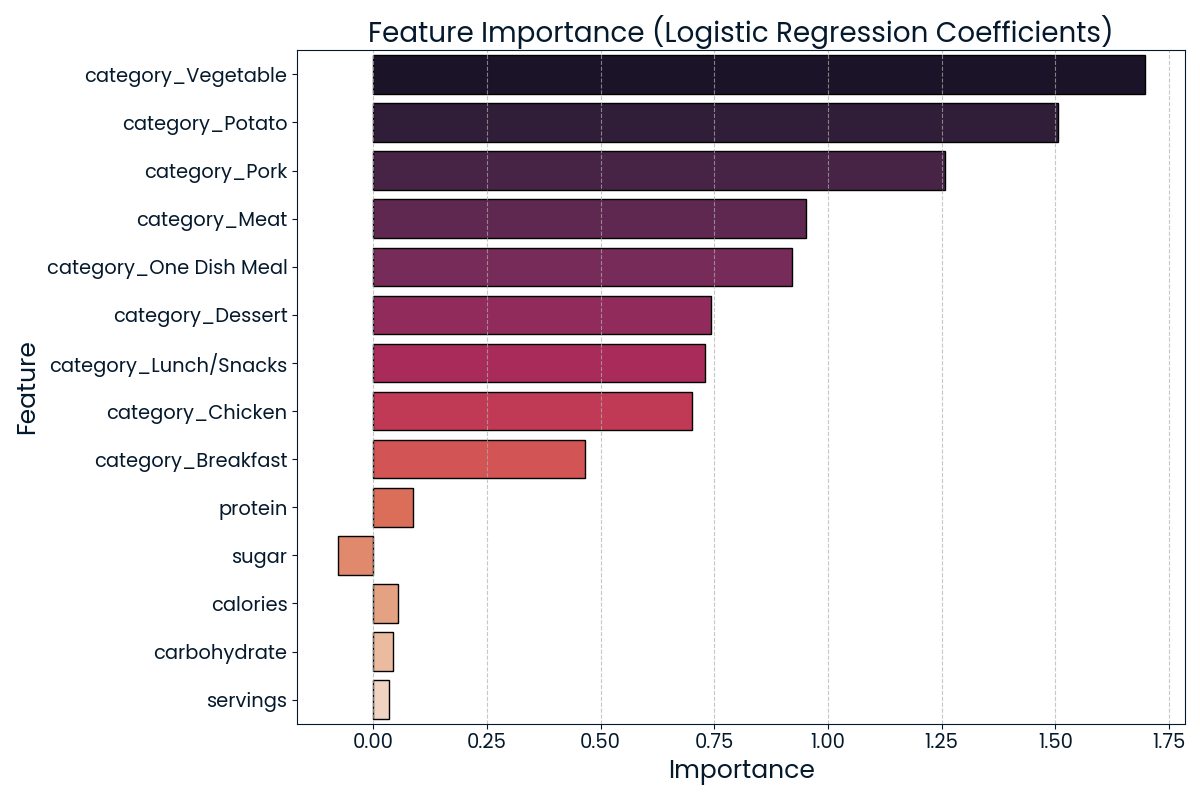 Feature Importance (Logistic Regression Coefficients)
Feature
category_Vegetable
category_Potato
category_Pork
category_Meat
category_One Dish Meal
category_Dessert
category_Lunch/Snacks
category_Chicken
category_Breakfast
protein
sugar
calories
carbohydrate
servings
0.00 0.25 0.50 0.75 1.00 1.25 1.50 1.75
Importance